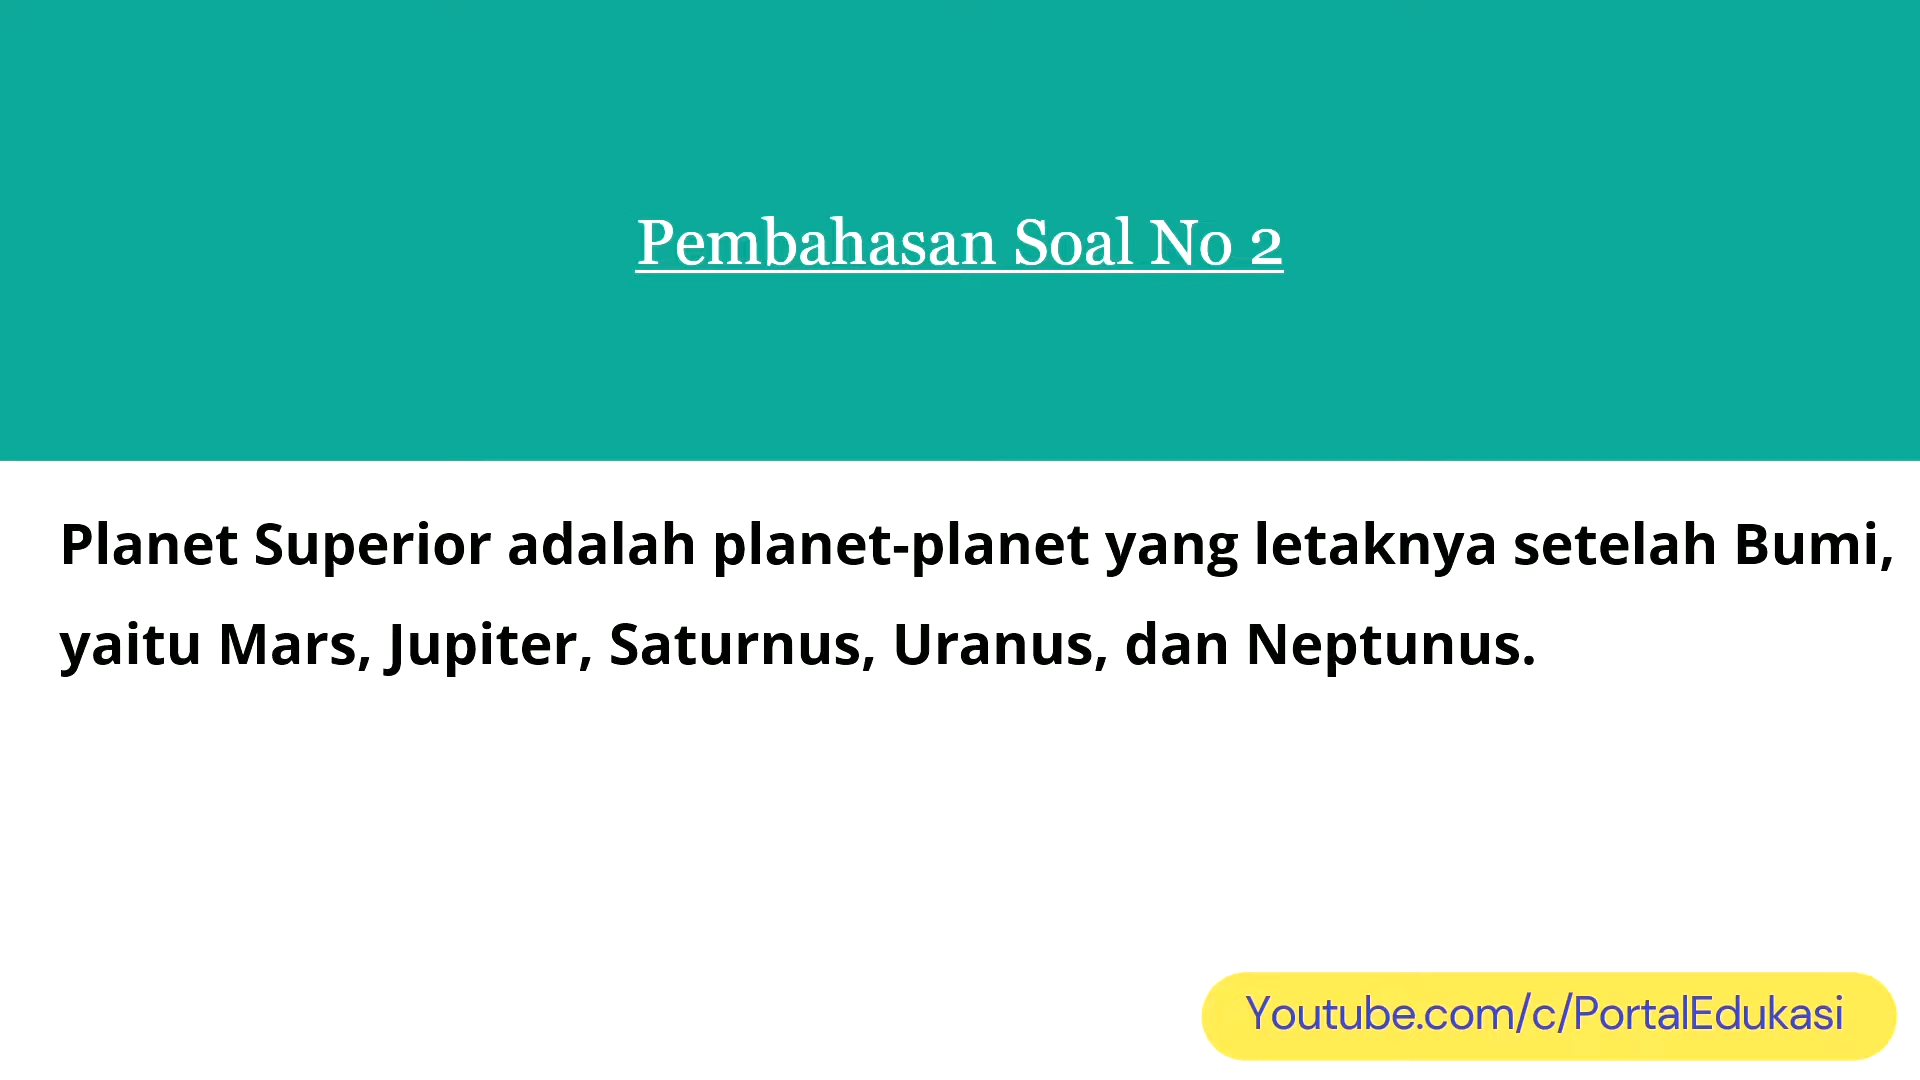 Pembahasan Soal No 2
Planet Superior adalah planet-planet yang letaknya setelah Bumi,
yaitu Mars, Jupiter, Saturnus, Uranus, dan Neptunus.
Youtube.com/c/PortalEdukasi